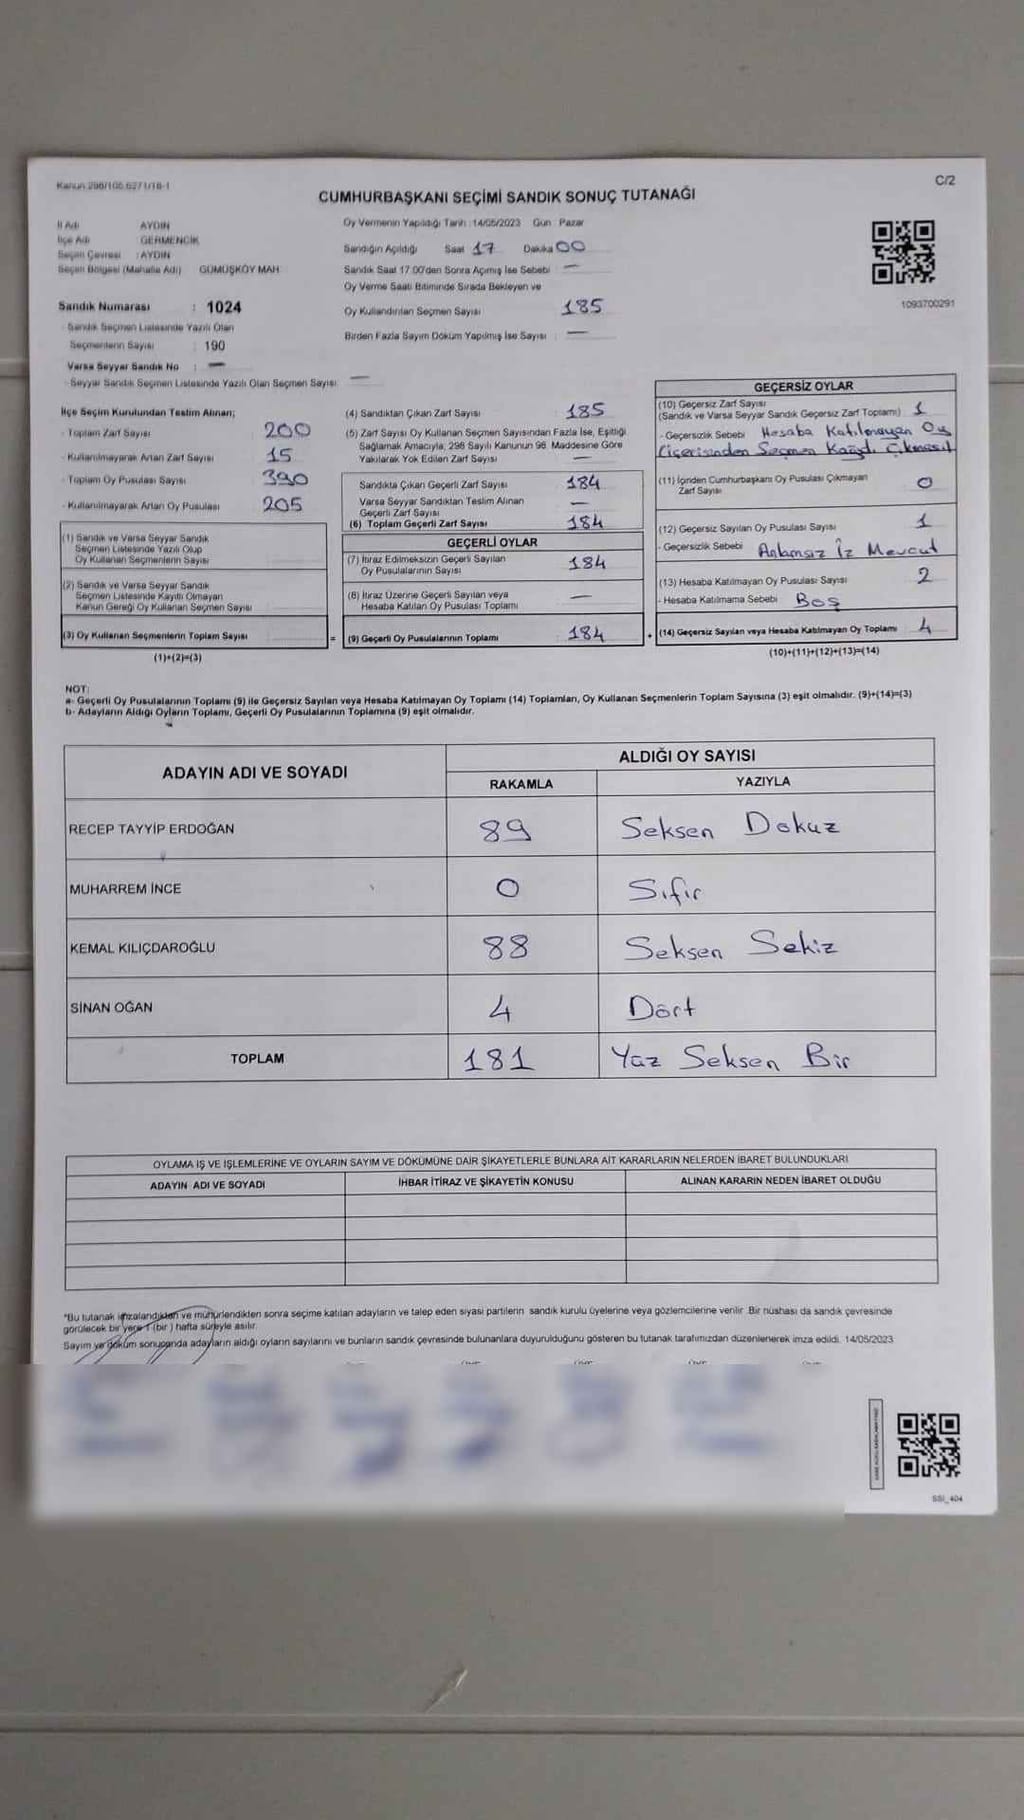 Kanun 298/105,6271/18-1
C/2
CUMHURBAŞKANI SEÇİMİ SANDIK SONUÇ TUTANAĞI
İl Adı AYDIN
İlçe Adı GERMENCİK
Seçim Çevresi : AYDIN
Seçim Bölgesi (Mahalle Adı) GÜMÜŞKÖY MAH
Sandık Numarası : 1024
- Sandık Seçmen Listesinde Yazılı Olan
Seçmenlerin Sayısı : 190
Varsa Seyyar Sandık No : —
- Seyyar Sandık Seçmen Listesinde Yazılı Olan Seçmen Sayısı: —
Oy Vermenin Yapıldığı Tarih : 14/05/2023 Gün : Pazar
Sandığın Açıldığı Saat 17 Dakika 00
Sandık Saat 17.00'den Sonra Açımış İse Sebebi : —
Oy Verme Saati Bitiminde Sırada Bekleyen ve
Oy Kullandırılan Seçmen Sayısı 185
Birden Fazla Sayım Döküm Yapılmış İse Sayısı : —
1093700291
İlçe Seçim Kurulundan Teslim Alınan;
- Toplam Zarf Sayısı 200
- Kullanılmayarak Artan Zarf Sayısı 15
- Toplam Oy Pusulası Sayısı 390
- Kullanılmayarak Artan Oy Pusulası 205
(1) Sandık ve Varsa Seyyar Sandık
Seçmen Listesinde Yazılı Olup
Oy Kullanan Seçmenlerin Sayısı
(2) Sandık ve Varsa Seyyar Sandık
Seçmen Listesinde Kayıtlı Olmayan
Kanun Gereği Oy Kullanan Seçmen Sayısı
(3) Oy Kullanan Seçmenlerin Toplam Sayısı
=
(1)+(2)=(3)
(4) Sandıktan Çıkan Zarf Sayısı 185
(5) Zarf Sayısı Oy Kullanan Seçmen Sayısından Fazla İse, Eşitliği
Sağlamak Amacıyla; 298 Sayılı Kanunun 98. Maddesine Göre
Yakılarak Yok Edilen Zarf Sayısı —
Sandıkta Çıkan Geçerli Zarf Sayısı 184
Varsa Seyyar Sandıktan Teslim Alınan
Geçerli Zarf Sayısı —
(6) Toplam Geçerli Zarf Sayısı 184
GEÇERLİ OYLAR
(7) İtiraz Edilmeksizin Geçerli Sayılan
Oy Pusulalarının Sayısı 184
(8) İtiraz Üzerine Geçerli Sayılan veya
Hesaba Katılan Oy Pusulası Toplamı —
(9) Geçerli Oy Pusulalarının Toplamı 184
+
GEÇERSİZ OYLAR
(10) Geçersiz Zarf Sayısı
(Sandık ve Varsa Seyyar Sandık Geçersiz Zarf Toplamı) 1
- Geçersizlik Sebebi Hesaba Katılmayan Oy
(içerisinden Seçmen Kağıdı Çıkması)
(11) İçinden Cumhurbaşkanı Oy Pusulası Çıkmayan
Zarf Sayısı 0
(12) Geçersiz Sayılan Oy Pusulası Sayısı 1
- Geçersizlik Sebebi Anlamsız İz Mevcut
(13) Hesaba Katılmayan Oy Pusulası Sayısı 2
- Hesaba Katılmama Sebebi Boş
(14) Geçersiz Sayılan veya Hesaba Katılmayan Oy Toplamı 4
(10)+(11)+(12)+(13)=(14)
NOT:
a- Geçerli Oy Pusulalarının Toplamı (9) ile Geçersiz Sayılan veya Hesaba Katılmayan Oy Toplamı (14) Toplamları, Oy Kullanan Seçmenlerin Toplam Sayısına (3) eşit olmalıdır. (9)+(14)=(3)
b- Adayların Aldığı Oyların Toplamı, Geçerli Oy Pusulalarının Toplamına (9) eşit olmalıdır.
ADAYIN ADI VE SOYADI
ALDIĞI OY SAYISI
RAKAMLA YAZIYLA
RECEP TAYYİP ERDOĞAN 89 Seksen Dokuz
MUHARREM İNCE 0 Sıfır
KEMAL KILIÇDAROĞLU 88 Seksen Sekiz
SİNAN OĞAN 4 Dört
TOPLAM 181 Yüz Seksen Bir
OYLAMA İŞ VE İŞLEMLERİNE VE OYLARIN SAYIM VE DÖKÜMÜNE DAİR ŞİKAYETLERLE BUNLARA AİT KARARLARIN NELERDEN İBARET BULUNDUKLARI
ADAYIN ADI VE SOYADI İHBAR İTİRAZ VE ŞİKAYETİN KONUSU ALINAN KARARIN NEDEN İBARET OLDUĞU
*Bu tutanak imzalandıktan ve mühürlendikten sonra seçime katılan adayların ve talep eden siyasi partilerin sandık kurulu üyelerine veya gözlemcilerine verilir. Bir nüshası da sandık çevresinde
görülecek bir yere 1 (bir ) hafta süreyle asılır.
Sayım ve döküm sonucunda adayların aldığı oyların sayılarını ve bunların sandık çevresinde bulunanlara duyurulduğunu gösteren bu tutanak tarafımızdan düzenlenerek imza edildi. 14/05/2023
SSI_404